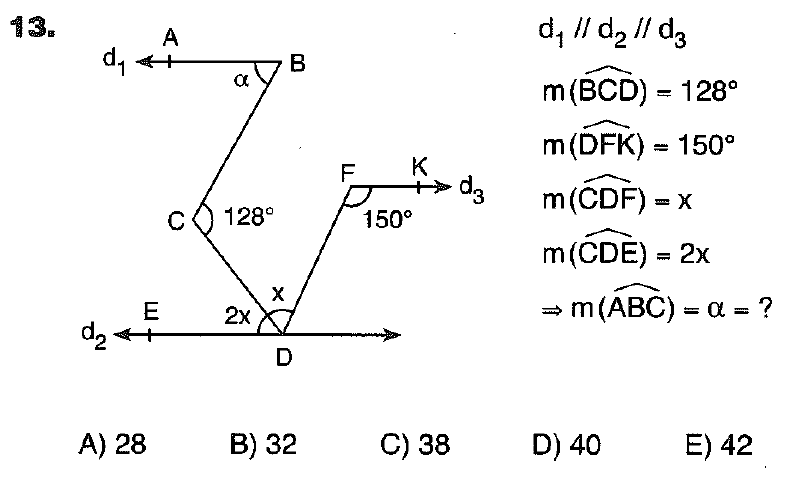 13.
d₁ // d₂ // d₃
A
d₁
B
α
m(BCD) = 128°
m(DFK) = 150°
F
K
d₃
m(CDF) = x
C
128°
150°
m(CDE) = 2x
E
x
2x
d₂
D
⇒ m(ABC) = α = ?
A) 28 B) 32 C) 38 D) 40 E) 42